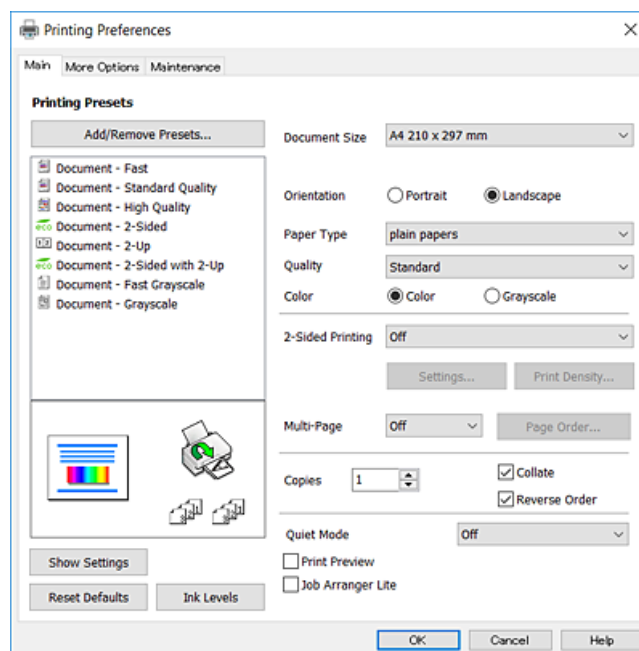 Printing Preferences
Main More Options Maintenance
Printing Presets
Add/Remove Presets...
Document - Fast
Document - Standard Quality
Document - High Quality
eco Document - 2-Sided
1 2 Document - 2-Up
eco Document - 2-Sided with 2-Up
Document - Fast Grayscale
Document - Grayscale
Show Settings
Reset Defaults Ink Levels
Document Size A4 210 x 297 mm
Orientation Portrait Landscape
Paper Type plain papers
Quality Standard
Color Color Grayscale
2-Sided Printing Off
Settings... Print Density...
Multi-Page Off Page Order...
Copies 1 Collate
Reverse Order
Quiet Mode Off
Print Preview
Job Arranger Lite
OK Cancel Help